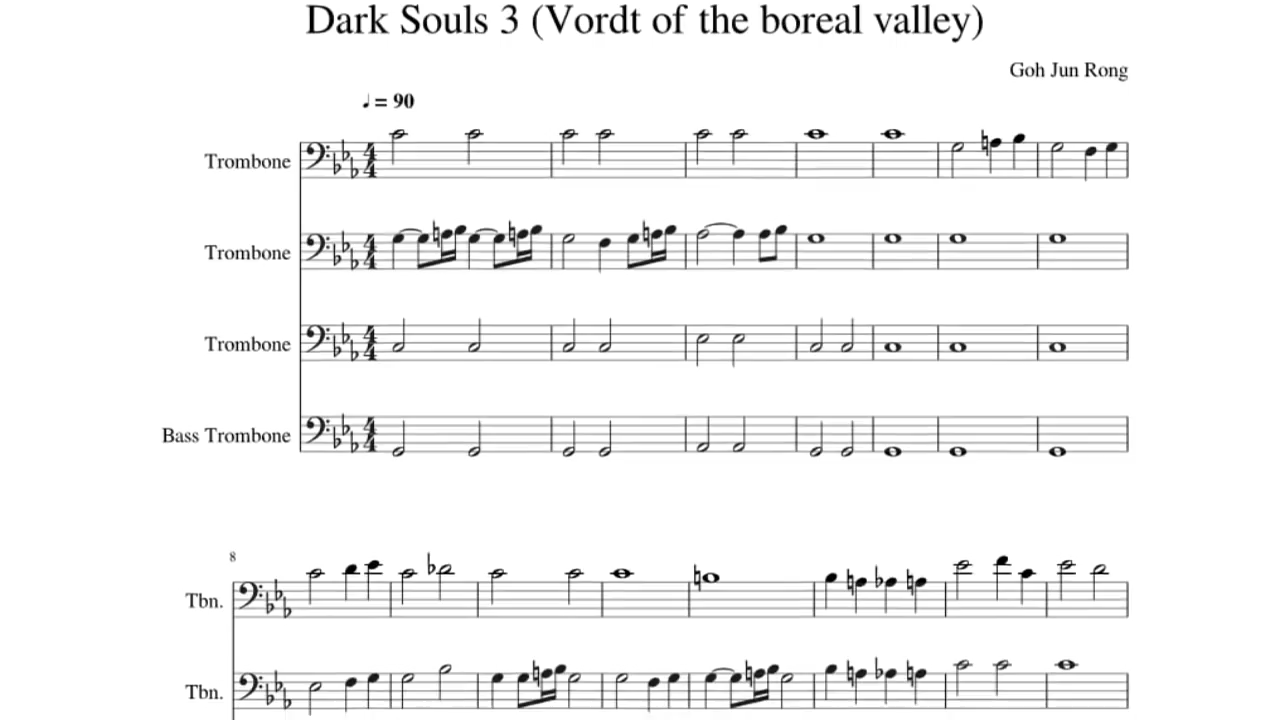 Dark Souls 3 (Vordt of the boreal valley)
Goh Jun Rong
♩ = 90
Trombone
Trombone
Trombone
Bass Trombone
8
Tbn.
Tbn.